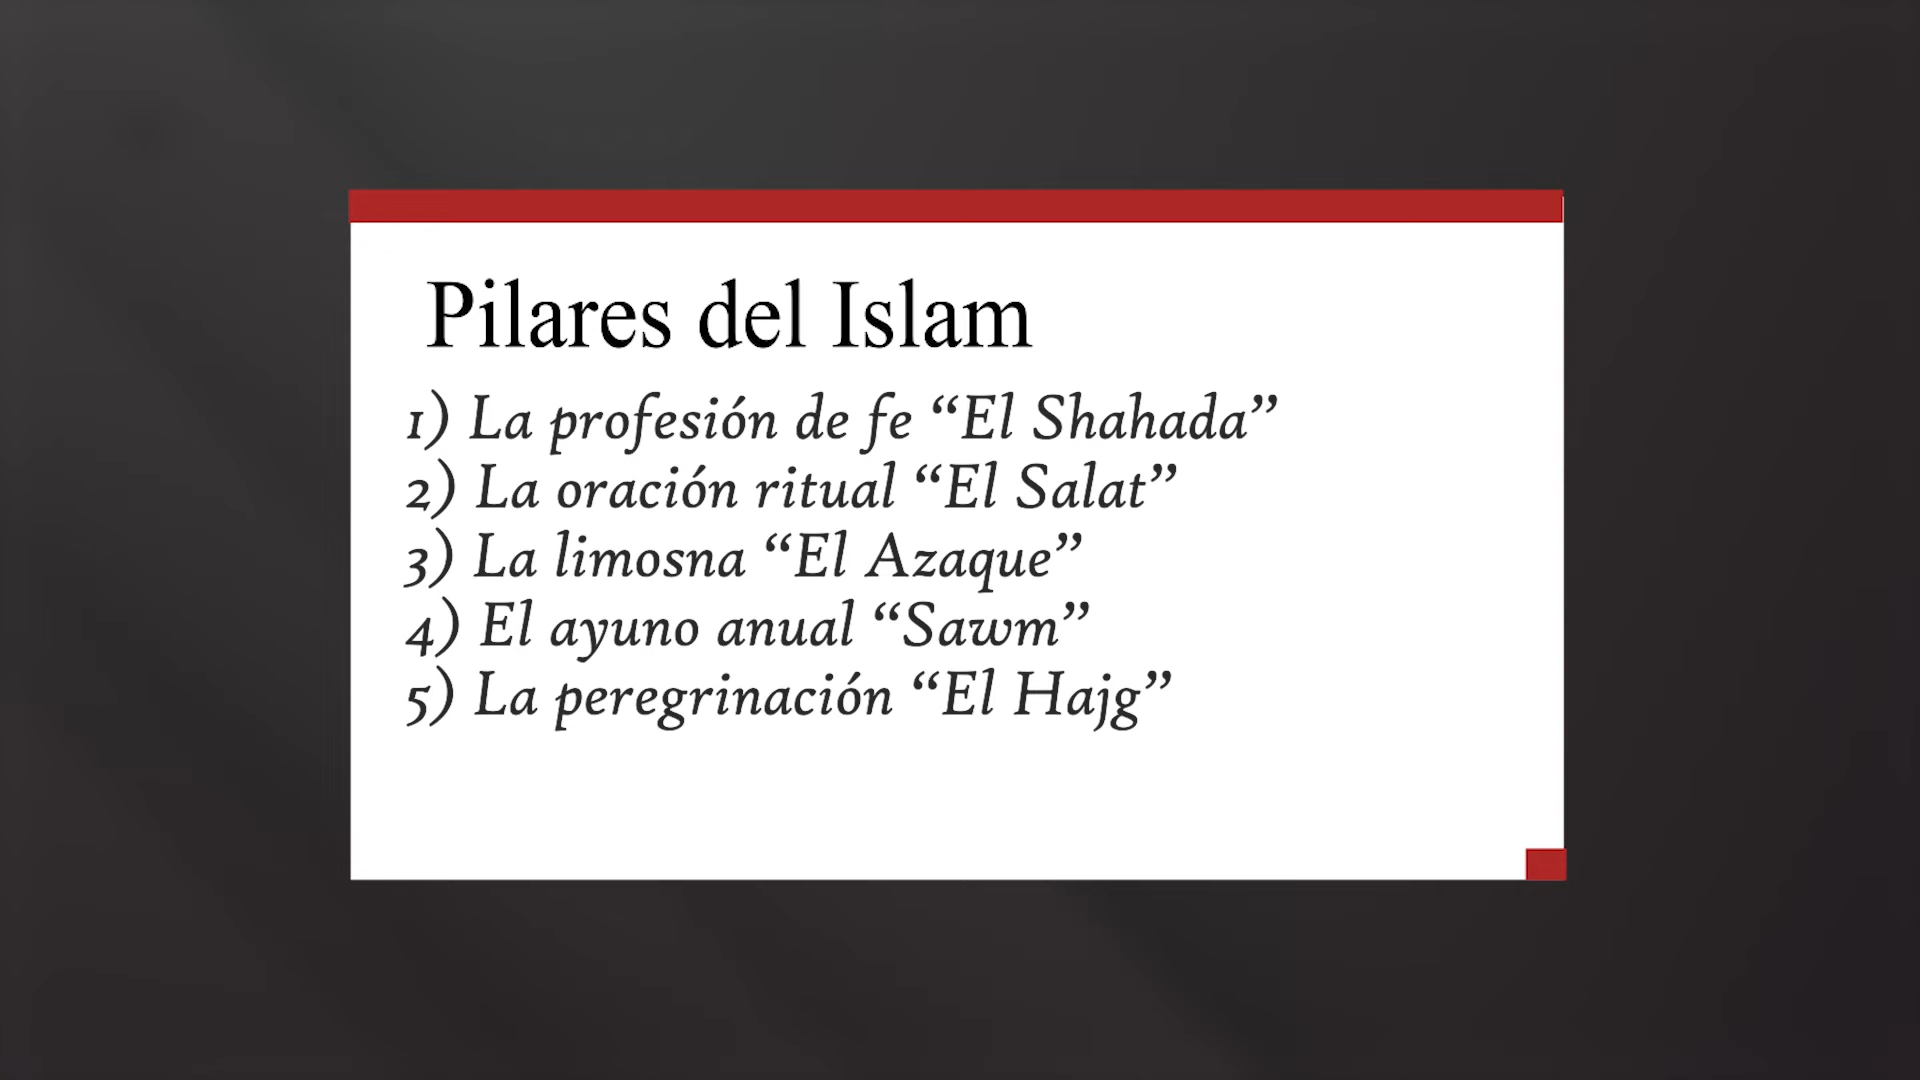 Pilares del Islam
1) La profesión de fe “El Shahada”
2) La oración ritual “El Salat”
3) La limosna “El Azaque”
4) El ayuno anual “Sawm”
5) La peregrinación “El Hajg”